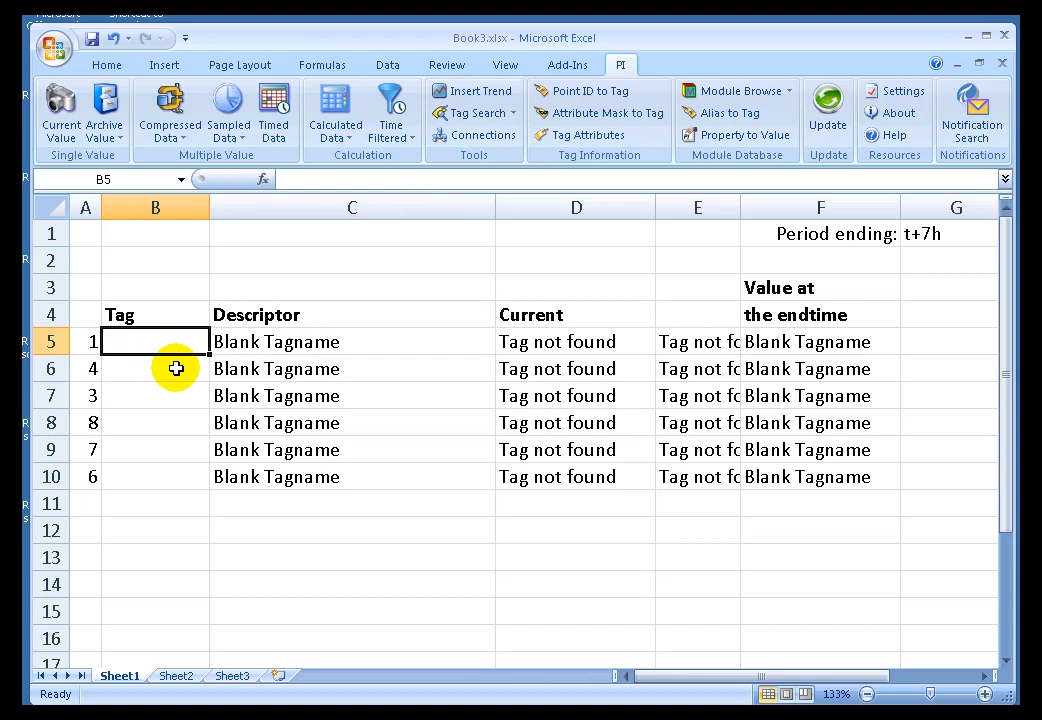 Book3.xlsx - Microsoft Excel
Home Insert Page Layout Formulas Data Review View Add-Ins PI
Current Value Archive Value
Single Value
Compressed Data Sampled Data Timed Data
Multiple Value
Calculated Data Time Filtered
Calculation
Insert Trend
Tag Search
Connections
Tools
Point ID to Tag
Attribute Mask to Tag
Tag Attributes
Tag Information
Module Browse
Alias to Tag
Property to Value
Module Database
Update
Update
Settings
About
Help
Resources
Notification Search
Notifications
B5 fx
A B C D E F G
1 Period ending: t+7h
2
3 Value at
4 Tag Descriptor Current the endtime
5 1 Blank Tagname Tag not found Tag not fo Blank Tagname
6 4 Blank Tagname Tag not found Tag not fo Blank Tagname
7 3 Blank Tagname Tag not found Tag not fo Blank Tagname
8 8 Blank Tagname Tag not found Tag not fo Blank Tagname
9 7 Blank Tagname Tag not found Tag not fo Blank Tagname
10 6 Blank Tagname Tag not found Tag not fo Blank Tagname
11
12
13
14
15
16
17
Sheet1 Sheet2 Sheet3
Ready 133%